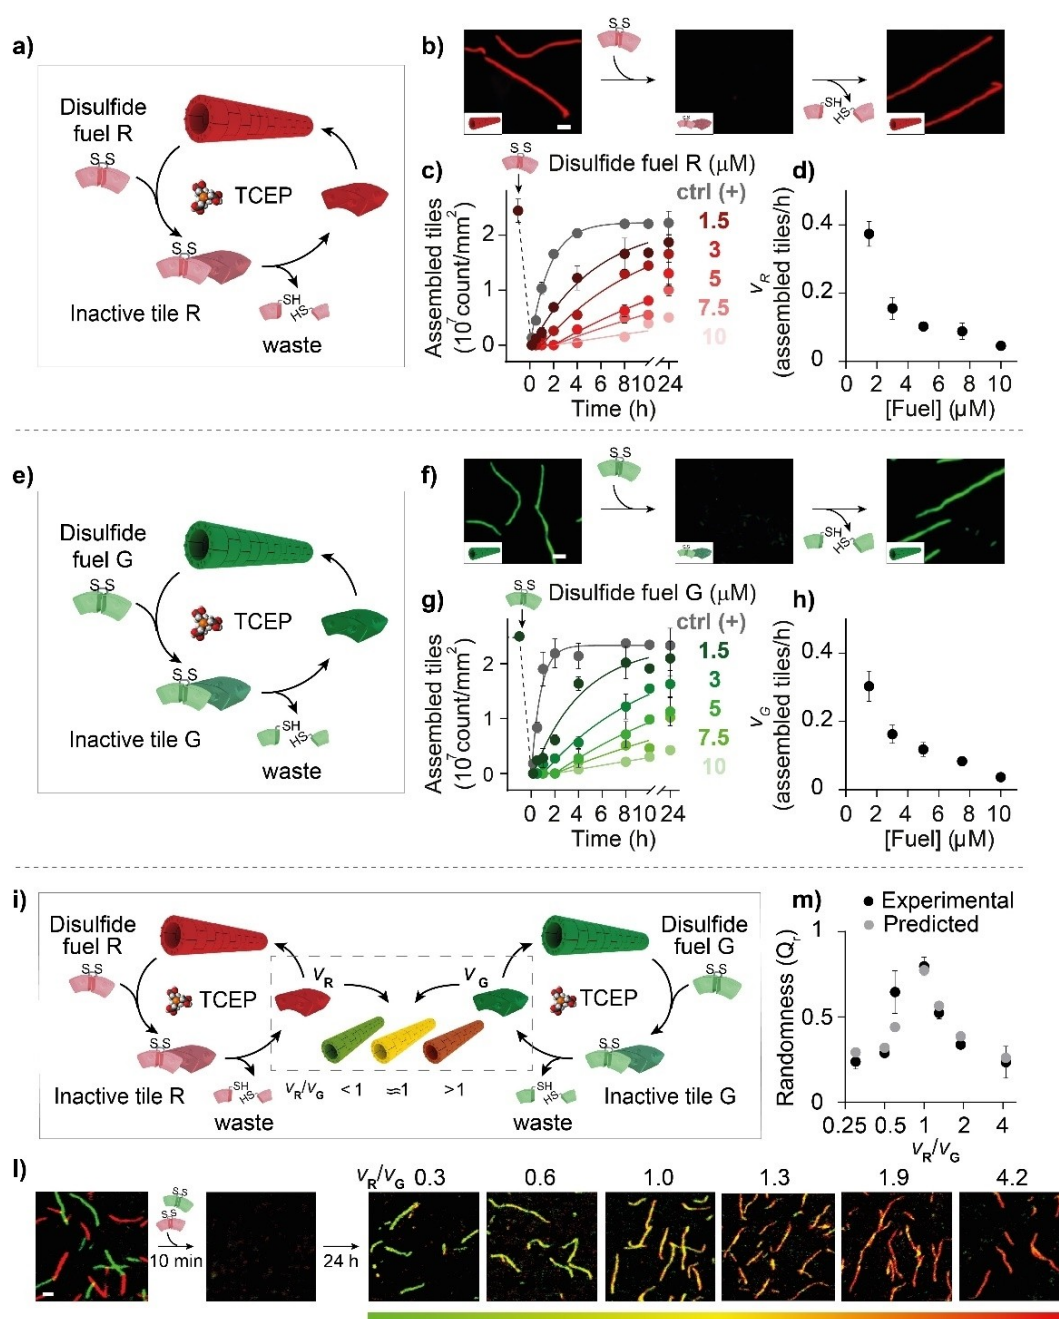 a)
Disulfide
fuel R
S S
TCEP
S S
Inactive tile R
SH
HS
waste
b)
S S
SH
HS
c)
S S
Disulfide fuel R (μM)
ctrl (+)
1.5
3
5
7.5
10
Assembled tiles
(10⁷ count/mm²)
2
1
0
0 2 4 6 8 10 24
Time (h)
d)
v_R
(assembled tiles/h)
0.4
0.2
0
0 2 4 6 8 10
[Fuel] (μM)
e)
Disulfide
fuel G
S S
TCEP
S S
Inactive tile G
SH
HS
waste
f)
S S
SH
HS
g)
S S
Disulfide fuel G (μM)
ctrl (+)
1.5
3
5
7.5
10
Assembled tiles
(10⁷ count/mm²)
2
1
0
0 2 4 6 8 10 24
Time (h)
h)
v_G
(assembled tiles/h)
0.4
0.2
0
0 2 4 6 8 10
[Fuel] (μM)
i)
Disulfide
fuel R
S S
TCEP
S S
Inactive tile R
SH
HS
waste
v_R
v_G
v_R/v_G < 1 ≈1 >1
Disulfide
fuel G
S S
TCEP
S S
Inactive tile G
SH
HS
waste
m)
Experimental
Predicted
Randomness (Q_r)
1
0.5
0
0.25 0.5 1 2 4
v_R/v_G
l)
S S
S S
10 min
24 h
v_R/v_G 0.3 0.6 1.0 1.3 1.9 4.2